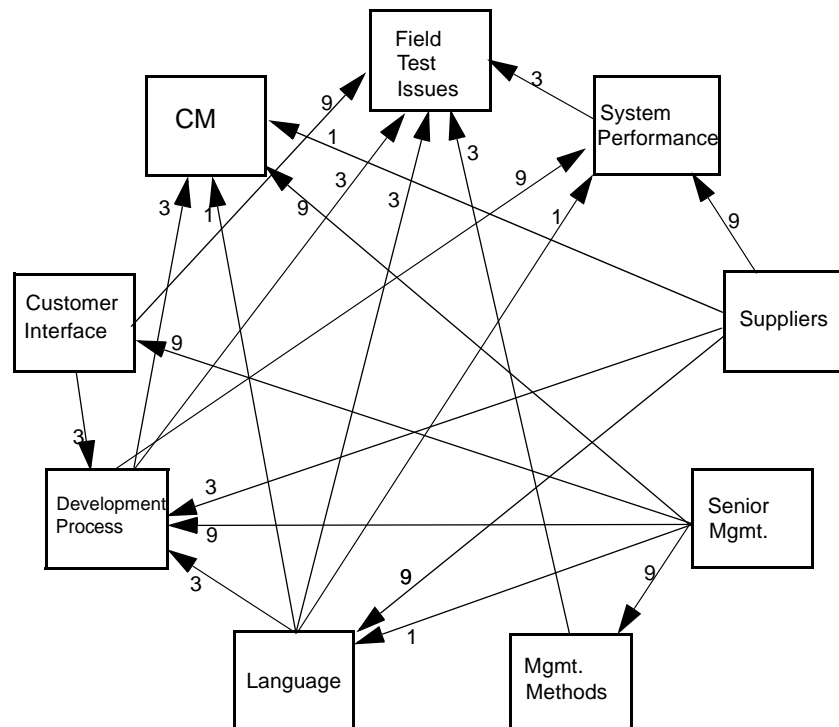 Field
Test
Issues
3
System
Performance
CM
9
1
3
3
9
3
1
9
3
1
9
Customer
Interface
Suppliers
9
3
Development
Process
3
9
Senior
Mgmt.
3
9
9
1
Language
Mgmt.
Methods